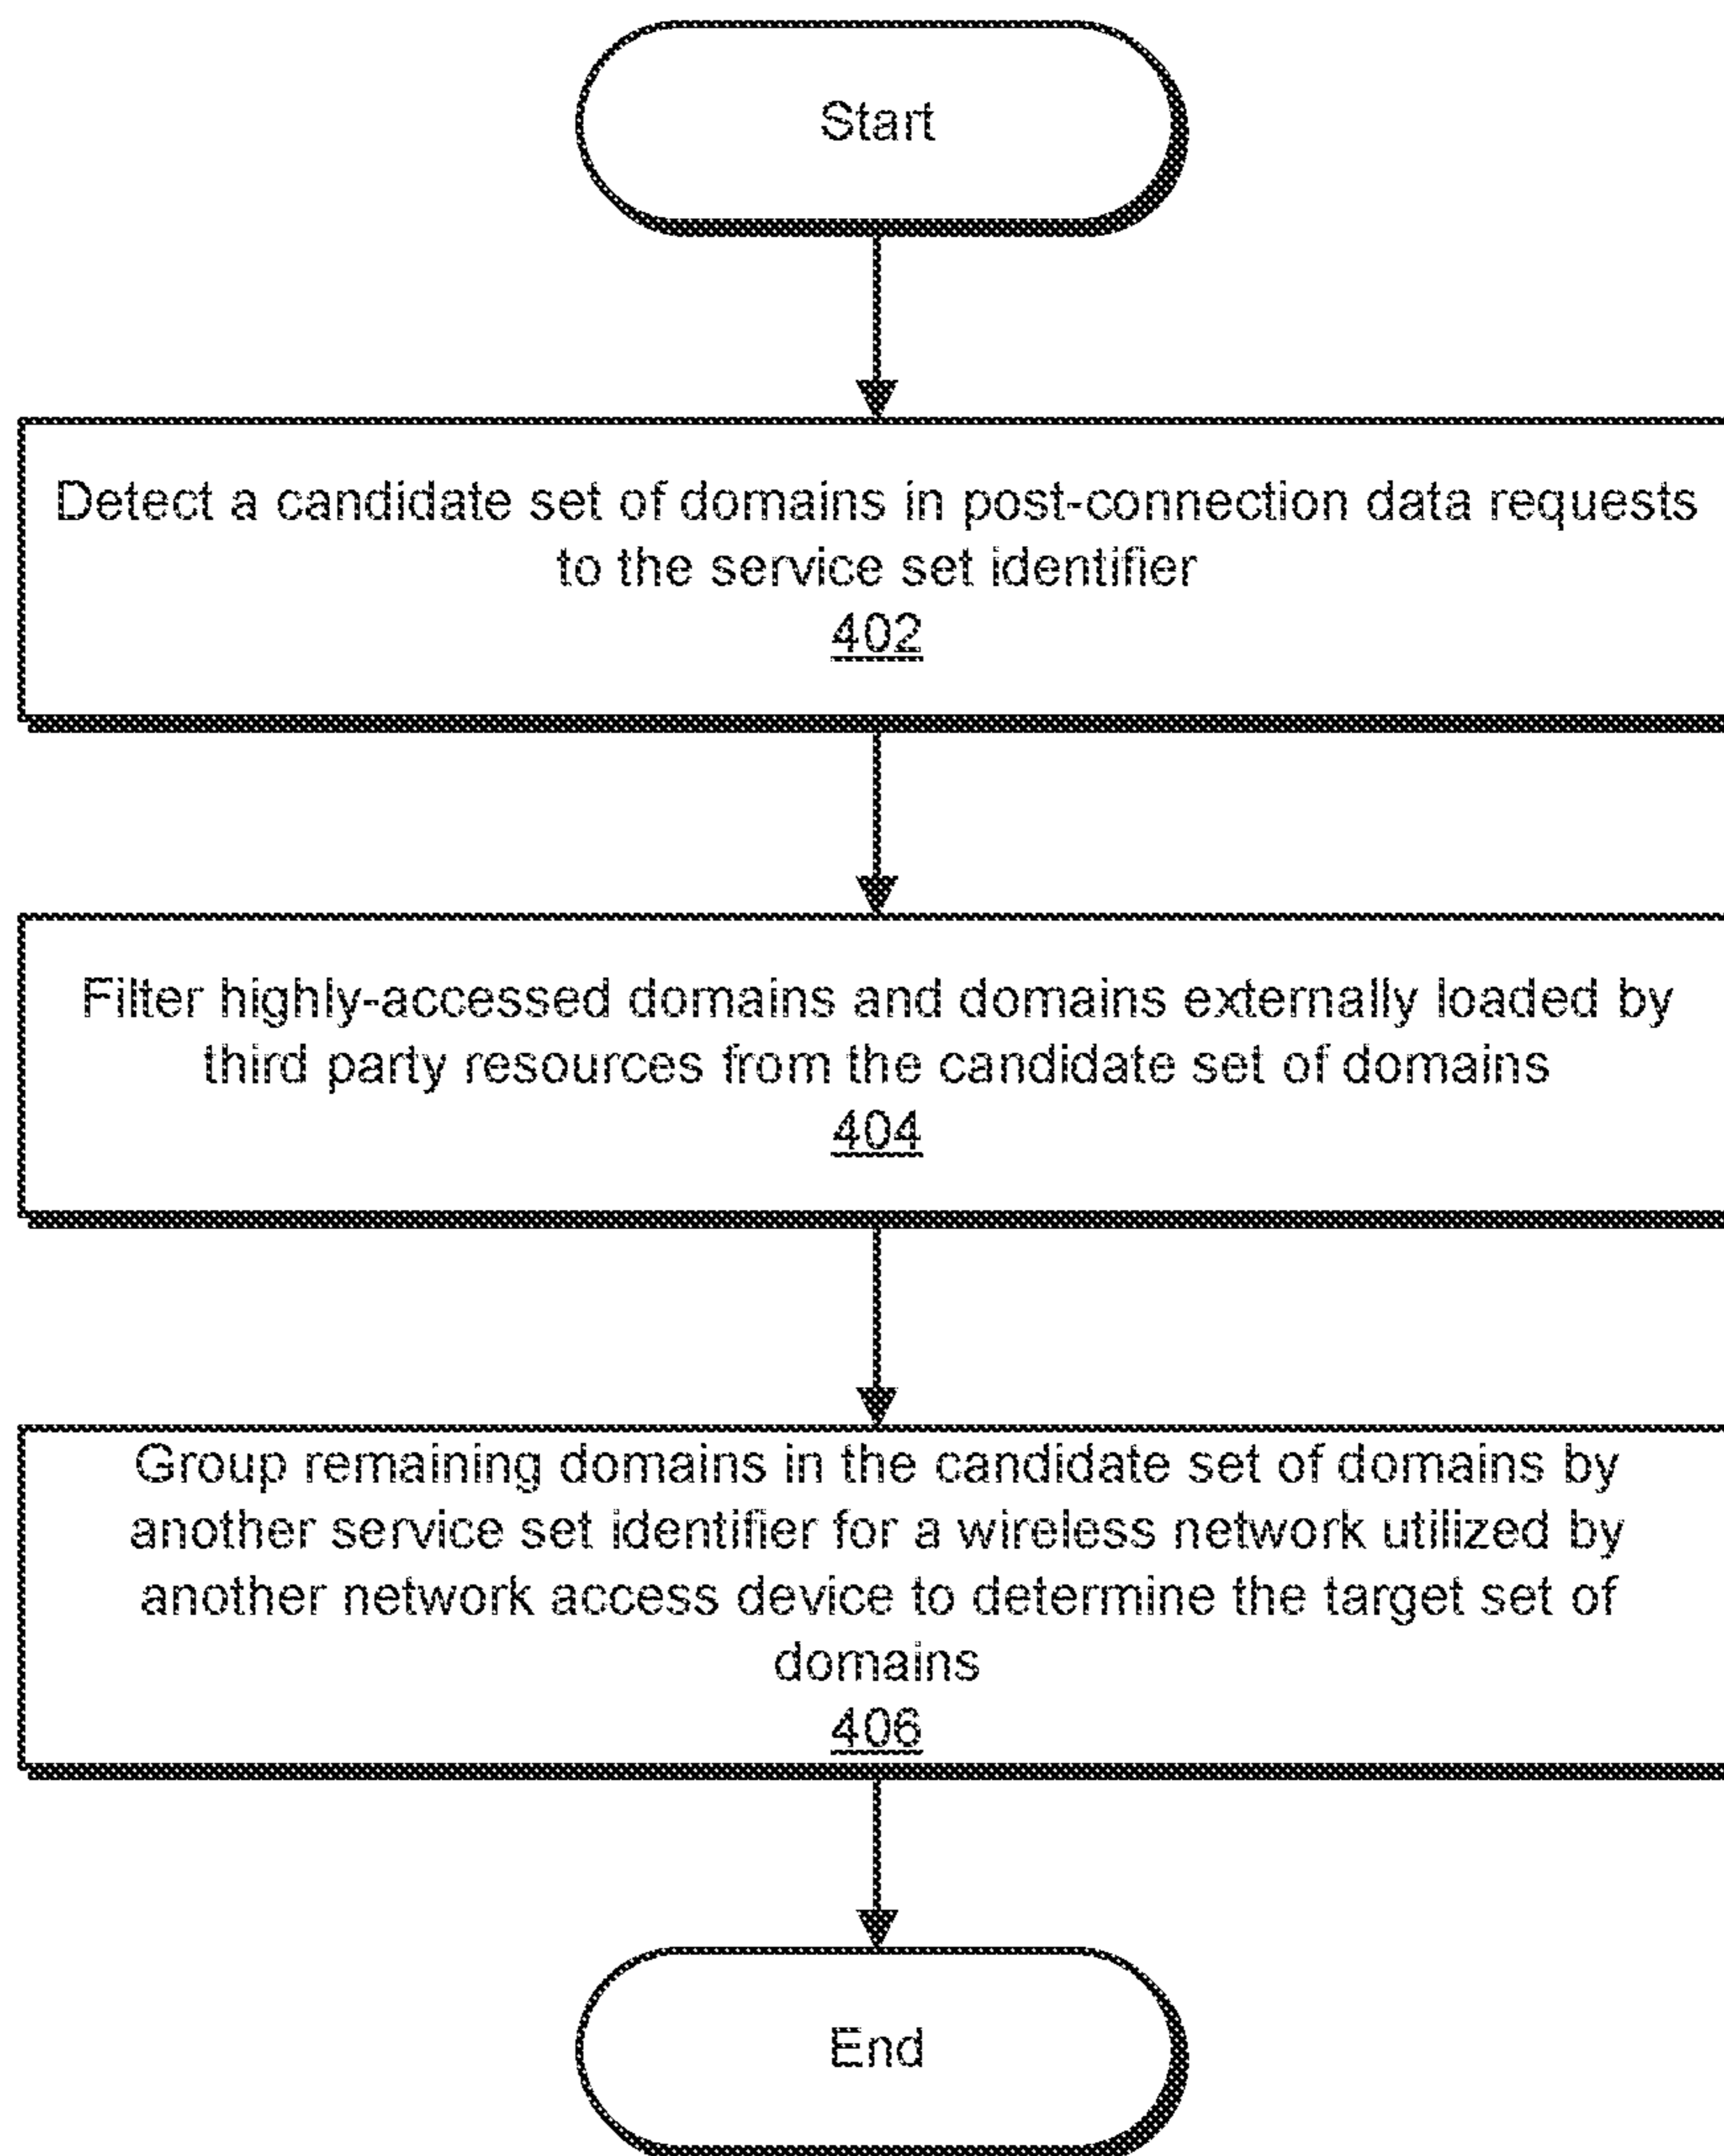 Start
Detect a candidate set of domains in post-connection data requests
to the service set identifier
402
Filter highly-accessed domains and domains externally loaded by
third party resources from the candidate set of domains
404
Group remaining domains in the candidate set of domains by
another service set identifier for a wireless network utilized by
another network access device to determine the target set of
domains
406
End